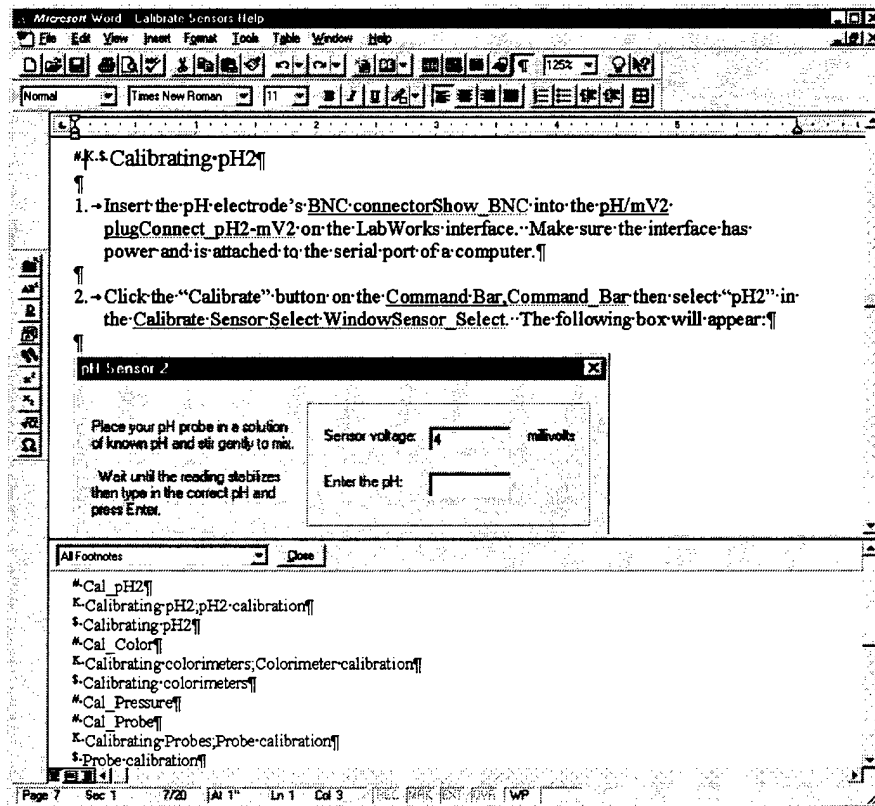 Microsoft Word - Calibrate Sensors Help
File Edit View Insert Format Tools Table Window Help
125%
Normal Times New Roman 11 B I U
1 2 3 4 5 6
#.K.$.Calibrating·pH2¶
¶
1.→Insert·the·pH·electrode's·BNC·connectorShow_BNC·into·the·pH/mV2·
plugConnect_pH2-mV2·on·the·LabWorks·interface.··Make·sure·the·interface·has·
power·and·is·attached·to·the·serial·port·of·a·computer.¶
¶
2.→Click·the·“Calibrate”·button·on·the·Command·Bar,Command_Bar·then·select·“pH2”·in·
the·Calibrate·Sensor·Select·WindowSensor_Select.··The·following·box·will·appear:¶
¶
pH Sensor 2
Place your pH probe in a solution
of known pH and stir gently to mix.
Sensor voltage: 4 millivolts
Wait until the reading stabilizes
then type in the correct pH and
press Enter.
Enter the pH:
All Footnotes Close
#·Cal_pH2¶
K·Calibrating·pH2;pH2·calibration¶
$·Calibrating·pH2¶
#·Cal_Color¶
K·Calibrating·colorimeters;Colorimeter·calibration¶
$·Calibrating·colorimeters¶
#·Cal_Pressure¶
#·Cal_Probe¶
K·Calibrating·Probes;Probe·calibration¶
$·Probe·calibration¶
Page 7 Sec 1 7/20 At 1" Ln 1 Col 3 REC MRK EXT OVR WP